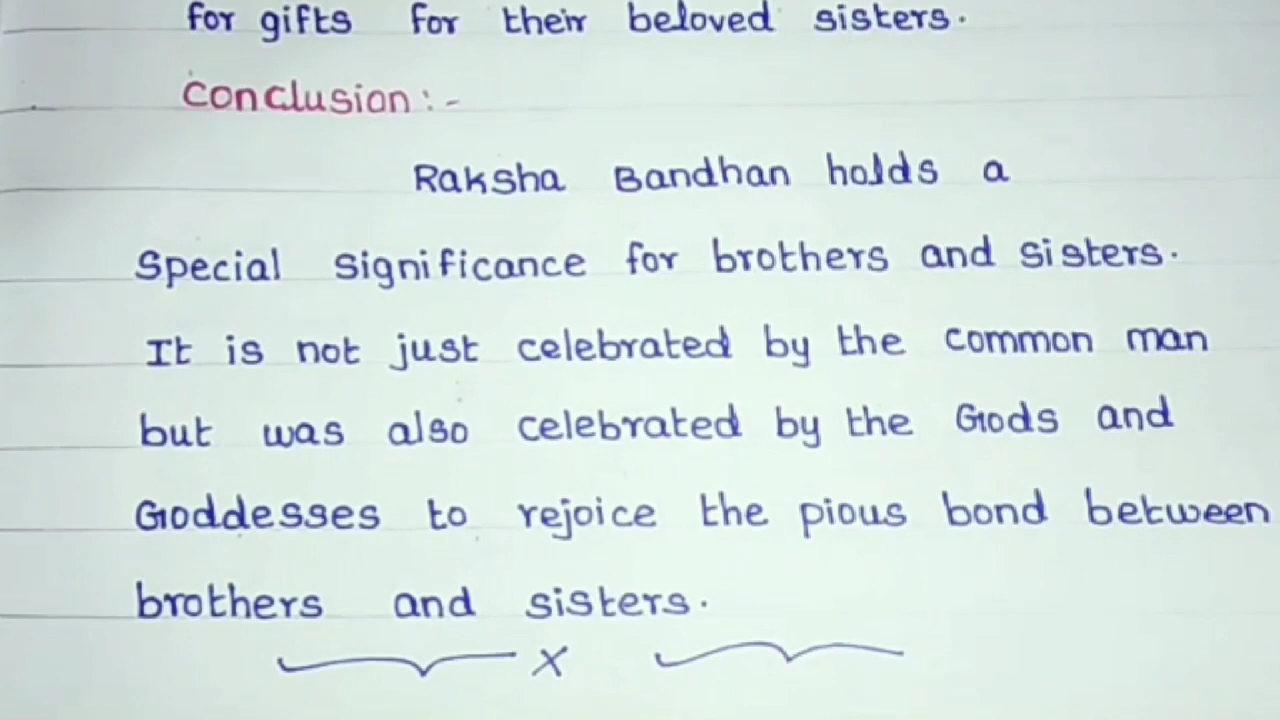 for gifts for their beloved sisters.
Conclusion :-
Raksha Bandhan holds a
Special significance for brothers and sisters.
It is not just celebrated by the common man
but was also celebrated by the Gods and
Goddesses to rejoice the pious bond between
brothers and sisters.
x